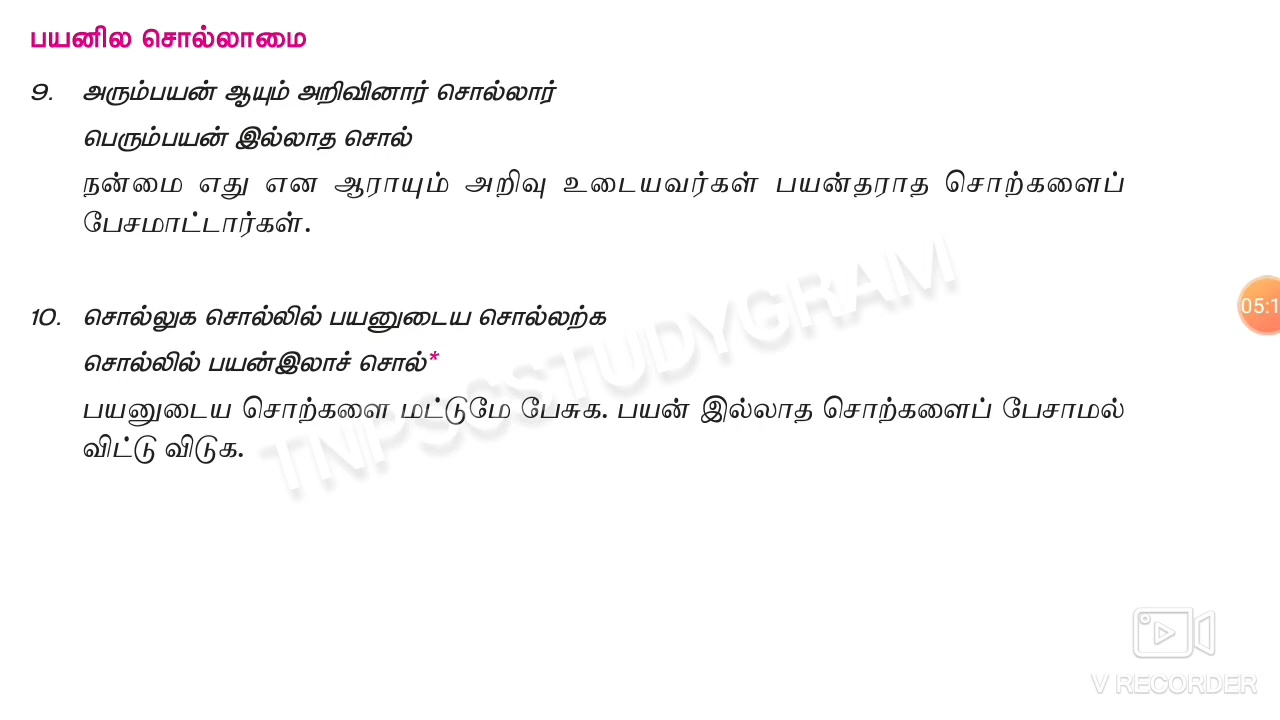 பயனில சொல்லாமை
9. அரும்பயன் ஆயும் அறிவினார் சொல்லார்
பெரும்பயன் இல்லாத சொல்
நன்மை எது என ஆராயும் அறிவு உடையவர்கள் பயன்தராத சொற்களைப்
பேசமாட்டார்கள்.
10. சொல்லுக சொல்லில் பயனுடைய சொல்லற்க
சொல்லில் பயன்இலாச் சொல்*
பயனுடைய சொற்களை மட்டுமே பேசுக. பயன் இல்லாத சொற்களைப் பேசாமல்
விட்டு விடுக.
TNPSCSTUDYGRAM
05:1
V RECORDER